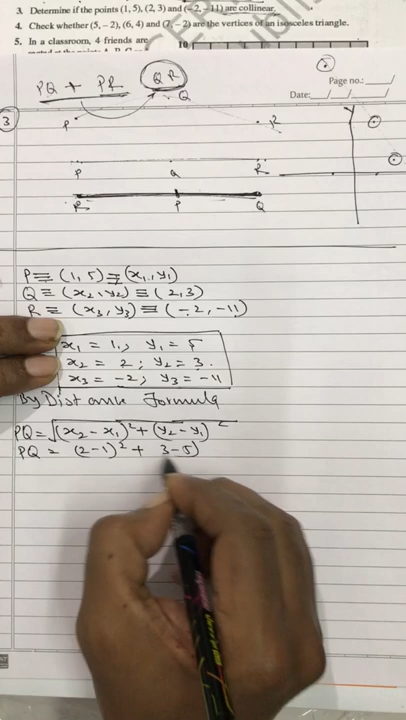 3. Determine if the points (1, 5), (2, 3) and (– 2, – 11) are collinear.
4. Check whether (5, – 2), (6, 4) and (7, – 2) are the vertices of an isosceles triangle.
5. In a classroom, 4 friends are
10
PQ + PR QR
Q
Page no.:
Date: / /
3
P R
Y
P Q R
R P Q
P ≡ (1, 5) ≡ (x₁, y₁)
Q ≡ (x₂, y₂) ≡ (2, 3)
R ≡ (x₃, y₃) ≡ (–2, –11)
x₁ = 1, y₁ = 5
x₂ = 2; y₂ = 3.
x₃ = –2; y₃ = –11
By Distance Formula
PQ = √(x₂ – x₁)² + (y₂ – y₁)²
PQ = (2–1)² + 3–5)